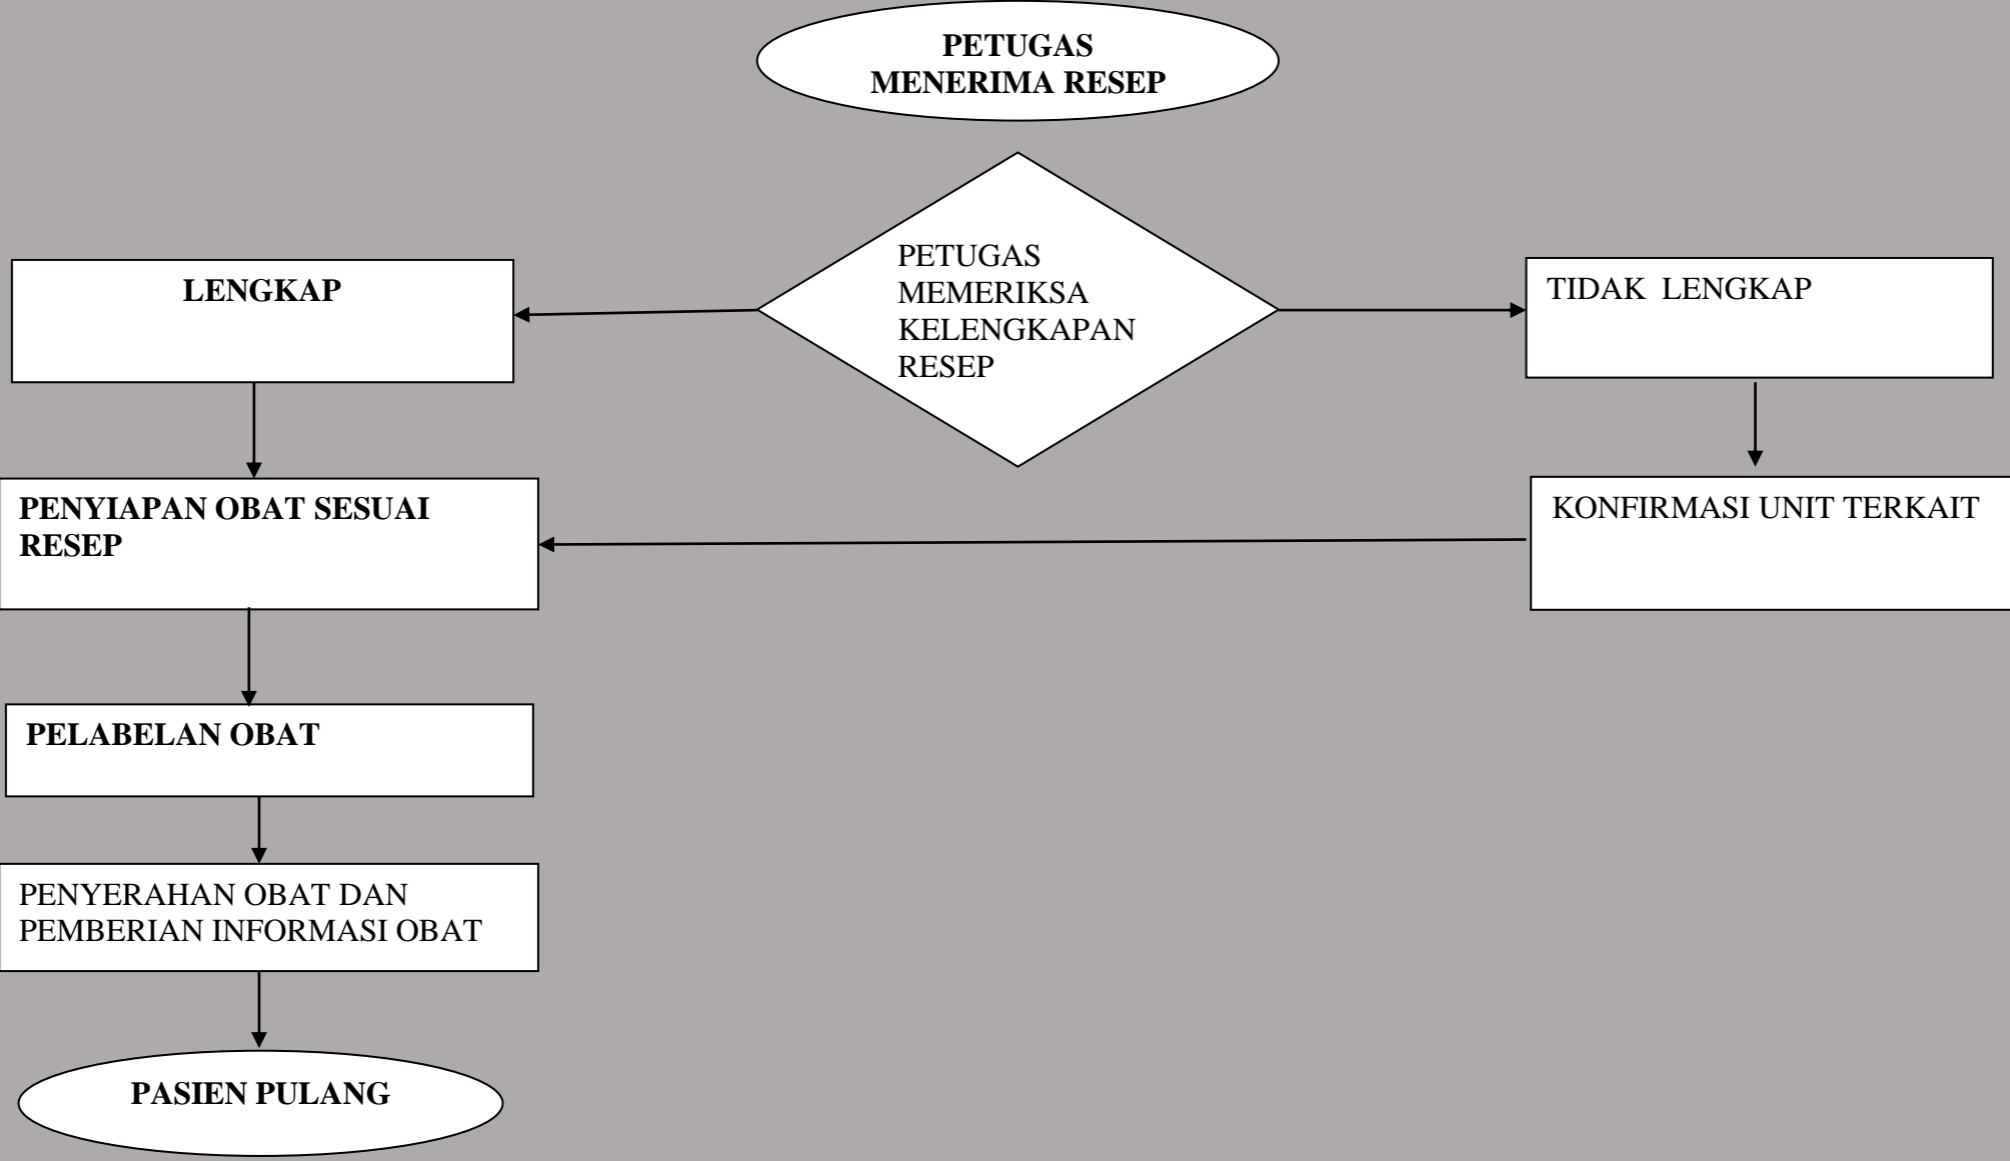 PETUGAS
MENERIMA RESEP
PETUGAS
MEMERIKSA
KELENGKAPAN
RESEP
LENGKAP
TIDAK  LENGKAP
PENYIAPAN OBAT SESUAI
RESEP
KONFIRMASI UNIT TERKAIT
PELABELAN OBAT
PENYERAHAN OBAT DAN
PEMBERIAN INFORMASI OBAT
PASIEN PULANG